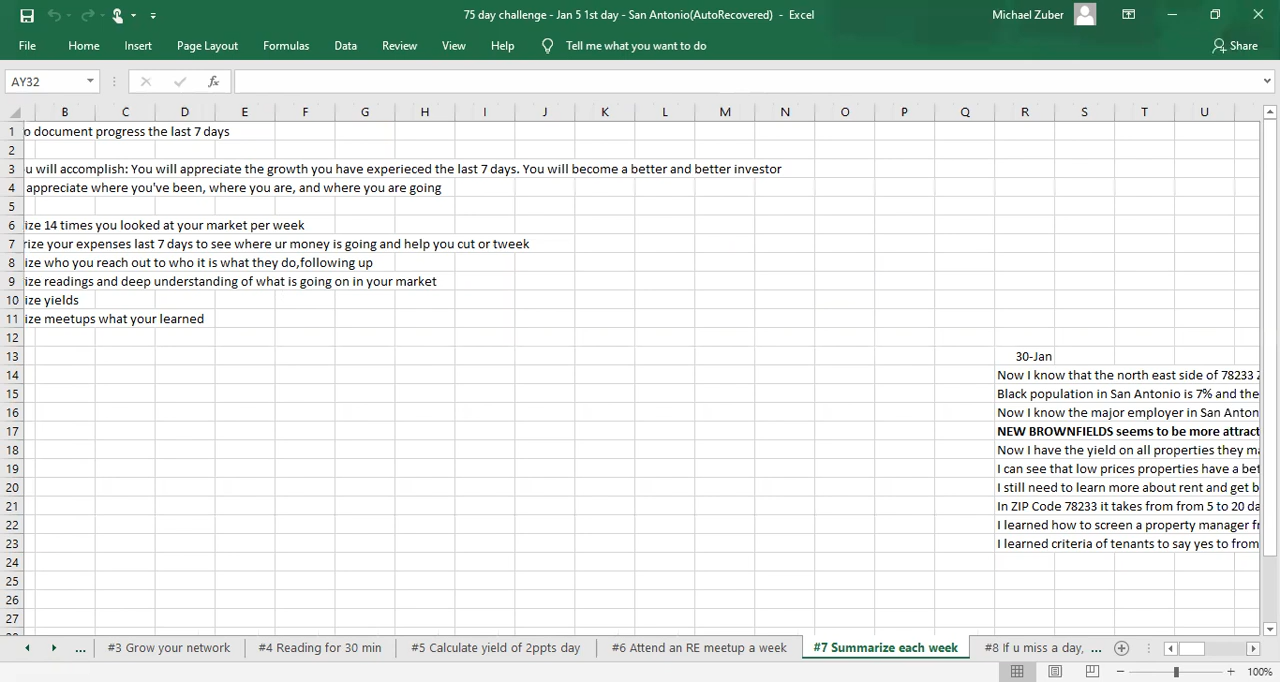 75 day challenge - Jan 5 1st day - San Antonio(AutoRecovered) - Excel
Michael Zuber
File Home Insert Page Layout Formulas Data Review View Help Tell me what you want to do
Share
AY32
fx
B C D E F G H I J K L M N O P Q R S T U
1 o document progress the last 7 days
2
3 u will accomplish: You will appreciate the growth you have experieced the last 7 days. You will become a better and better investor
4 appreciate where you've been, where you are, and where you are going
5
6 ize 14 times you looked at your market per week
7 rize your expenses last 7 days to see where ur money is going and help you cut or tweek
8 ize who you reach out to who it is what they do,following up
9 ize readings and deep understanding of what is going on in your market
10 ize yields
11 ize meetups what your learned
12
13 30-Jan
14 Now I know that the north east side of 78233 Z
15 Black population in San Antonio is 7% and the
16 Now I know the major employer in San Anton
17 NEW BROWNFIELDS seems to be more attract
18 Now I have the yield on all properties they ma
19 I can see that low prices properties have a bet
20 I still need to learn more about rent and get b
21 In ZIP Code 78233 it takes from from 5 to 20 da
22 I learned how to screen a property manager fr
23 I learned criteria of tenants to say yes to from
24
25
26
27
... #3 Grow your network #4 Reading for 30 min #5 Calculate yield of 2ppts day #6 Attend an RE meetup a week #7 Summarize each week #8 If u miss a day, ...
100%